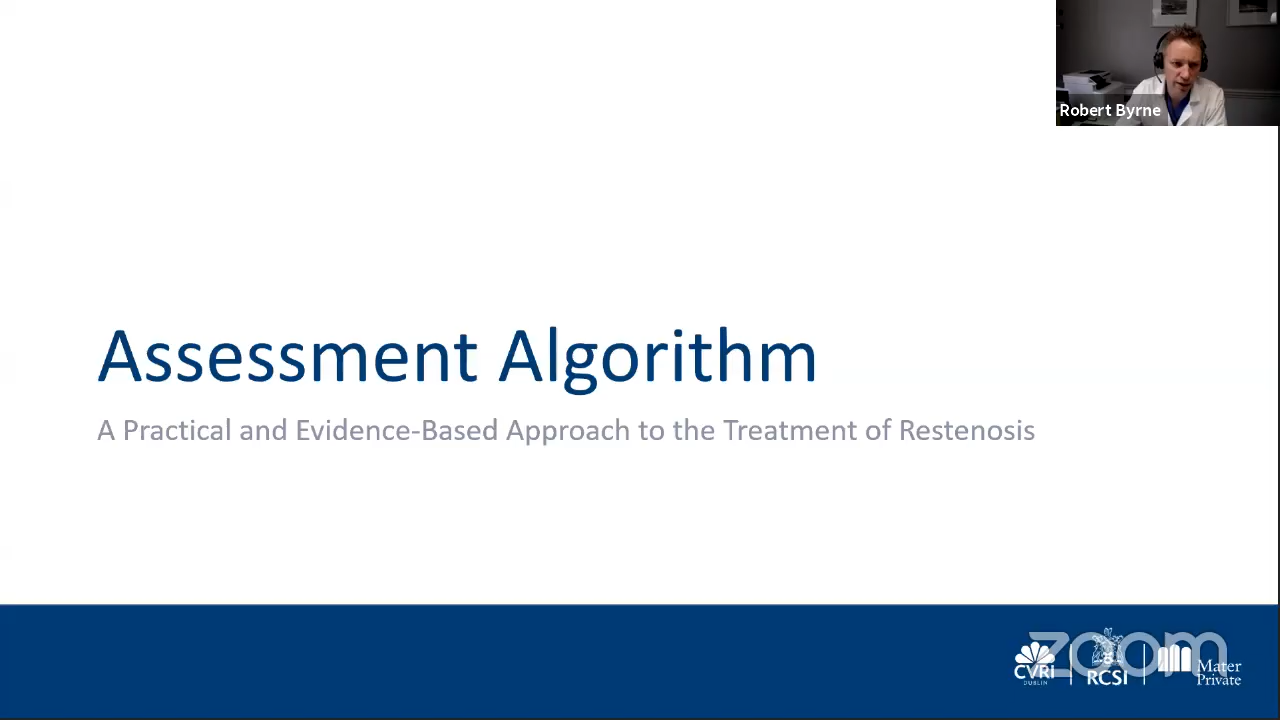 Robert Byrne
Assessment Algorithm
A Practical and Evidence-Based Approach to the Treatment of Restenosis
zoom
CVRI
DUBLIN
RCSI
Mater
Private